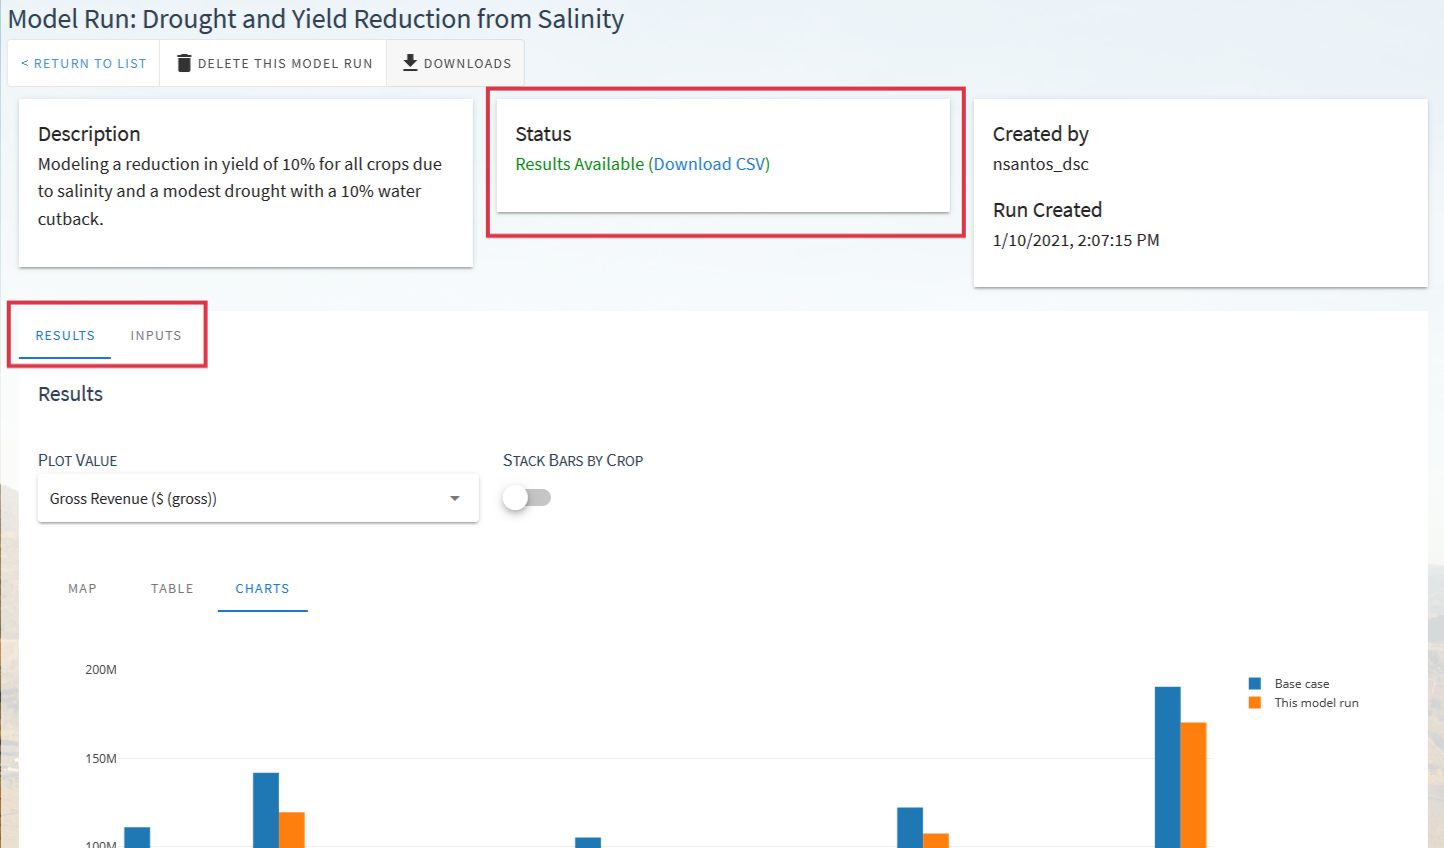 Model Run: Drought and Yield Reduction from Salinity
< RETURN TO LIST
DELETE THIS MODEL RUN
DOWNLOADS
Description
Modeling a reduction in yield of 10% for all crops due
to salinity and a modest drought with a 10% water
cutback.
Status
Results Available (Download CSV)
Created by
nsantos_dsc
Run Created
1/10/2021, 2:07:15 PM
RESULTS
INPUTS
Results
PLOT VALUE
Gross Revenue ($ (gross))
STACK BARS BY CROP
MAP
TABLE
CHARTS
200M
150M
100M
Base case
This model run